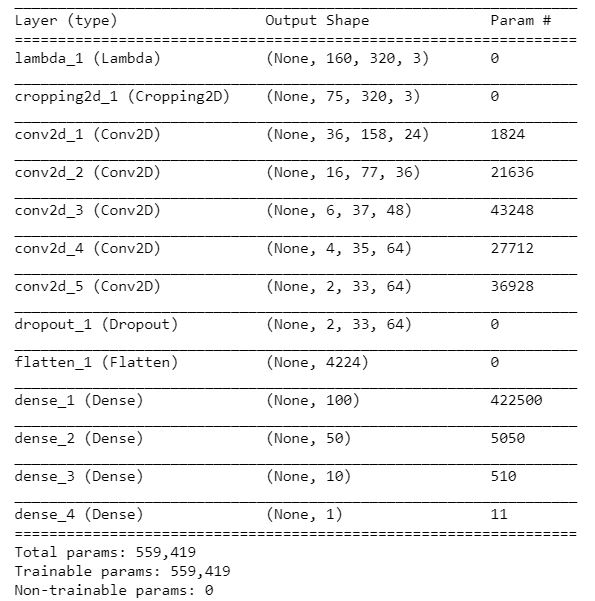 Layer (type) Output Shape Param #
lambda_1 (Lambda) (None, 160, 320, 3) 0
cropping2d_1 (Cropping2D) (None, 75, 320, 3) 0
conv2d_1 (Conv2D) (None, 36, 158, 24) 1824
conv2d_2 (Conv2D) (None, 16, 77, 36) 21636
conv2d_3 (Conv2D) (None, 6, 37, 48) 43248
conv2d_4 (Conv2D) (None, 4, 35, 64) 27712
conv2d_5 (Conv2D) (None, 2, 33, 64) 36928
dropout_1 (Dropout) (None, 2, 33, 64) 0
flatten_1 (Flatten) (None, 4224) 0
dense_1 (Dense) (None, 100) 422500
dense_2 (Dense) (None, 50) 5050
dense_3 (Dense) (None, 10) 510
dense_4 (Dense) (None, 1) 11
Total params: 559,419
Trainable params: 559,419
Non-trainable params: 0